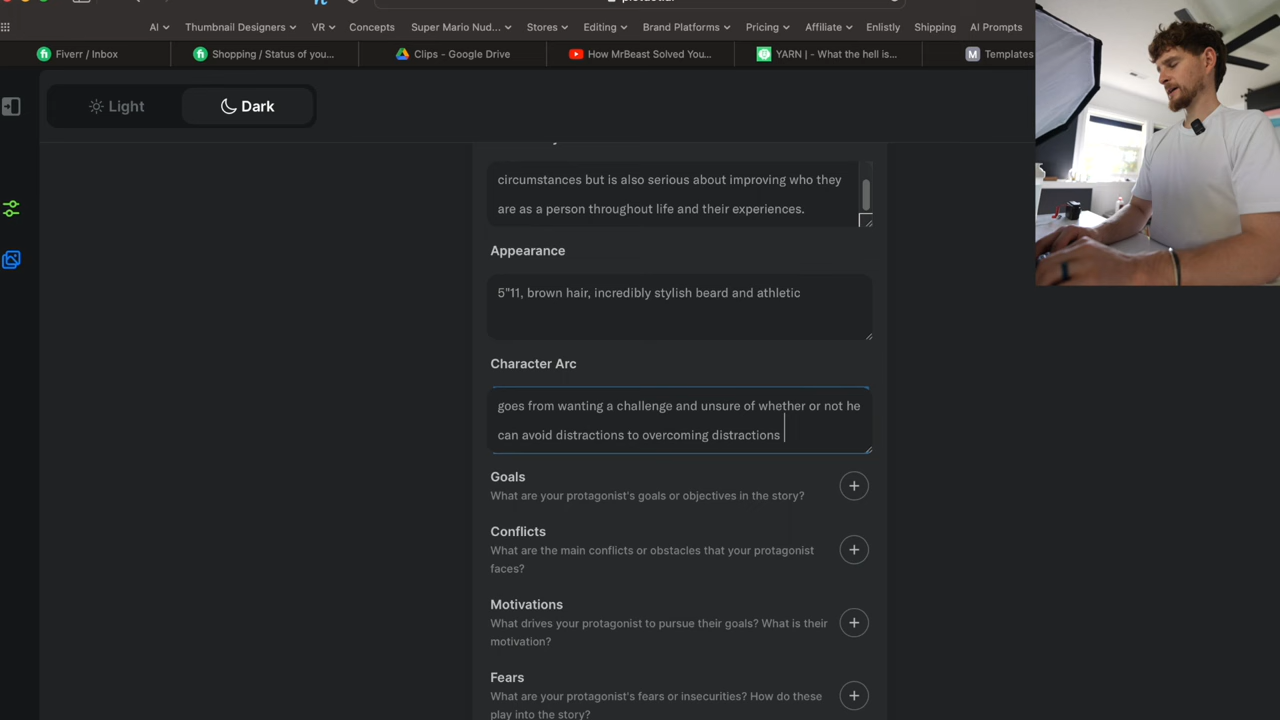 AI Thumbnail Designers VR Concepts Super Mario Nud... Stores Editing Brand Platforms Pricing Affiliate Enlistly Shipping AI Prompts
Fiverr / Inbox Shopping / Status of you... Clips - Google Drive How MrBeast Solved You... YARN | - What the hell is... M Templates
Light Dark
circumstances but is also serious about improving who they
are as a person throughout life and their experiences.
Appearance
5"11, brown hair, incredibly stylish beard and athletic
Character Arc
goes from wanting a challenge and unsure of whether or not he
can avoid distractions to overcoming distractions
Goals
What are your protagonist's goals or objectives in the story?
Conflicts
What are the main conflicts or obstacles that your protagonist
faces?
Motivations
What drives your protagonist to pursue their goals? What is their
motivation?
Fears
What are your protagonist's fears or insecurities? How do these
play into the story?